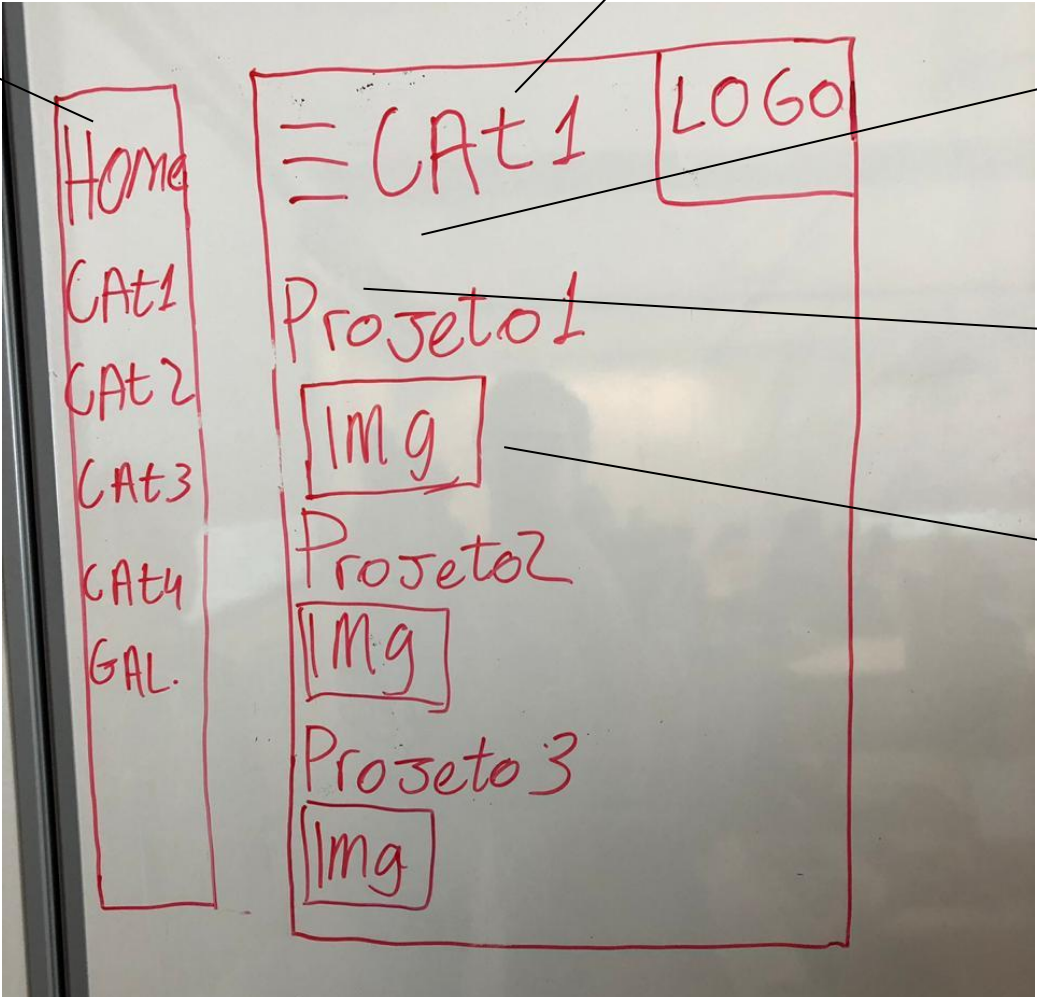 Home
CAt1
CAt2
CAt3
CAt4
GAL.
CAt1
LOGO
Projeto1
Img
Projeto2
IMg
Projeto3
Img